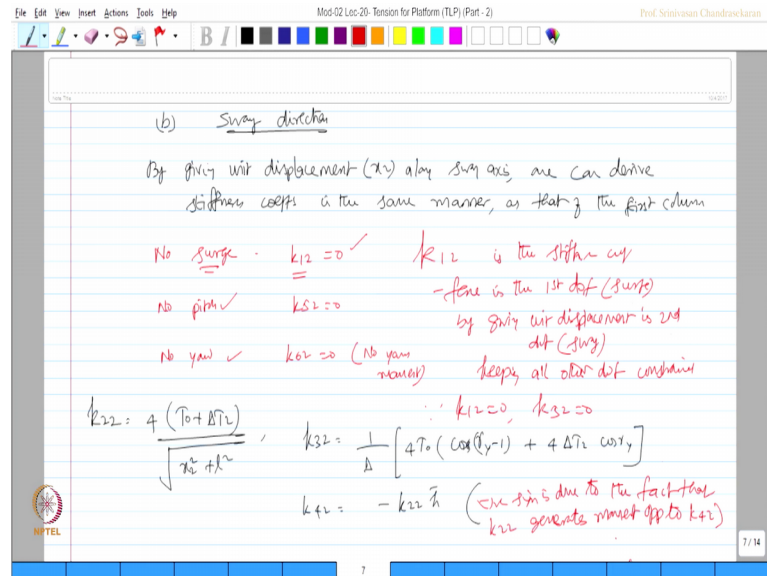 File Edit View Insert Actions Tools Help
Mod-02 Lec-20- Tension for Platform (TLP) (Part - 2)
Prof. Srinivasan Chandrasekaran
B I
Note Title
(b) Sway direction
By giving unit displacement (x2) along sway axis, one can derive
stiffness coeffs in the same manner, as that of the first column
No surge. k12 = 0 ✓
No pitch ✓ k52 = 0
No yaw ✓ k62 = 0 (No yaw moment)
k12 is the stiffn
- force in the 1st dof (surge)
by giving unit displacement in 2nd
dof (sway)
keeping all other dof constrained
∵ k12=0, k32=0
k22 = 4 (T0 + ΔT2) / √(x2² + l²) ,
k32 = 1/Δ [4T0 (cos(γy-1) + 4 ΔT2 cosγy]
k42 = - k22 h̄
(-ve sign is due to the fact that
k22 generates moment opp to k42)
NPTEL
7 / 14
7